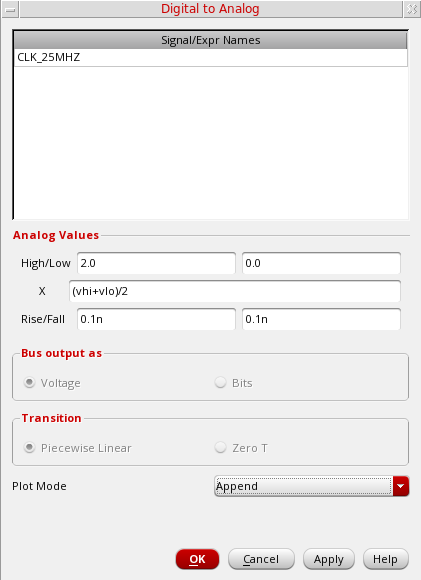 Digital to Analog
Signal/Expr Names
CLK_25MHZ
Analog Values
High/Low 2.0 0.0
X (vhi+vlo)/2
Rise/Fall 0.1n 0.1n
Bus output as
Voltage Bits
Transition
Piecewise Linear Zero T
Plot Mode Append
OK Cancel Apply Help